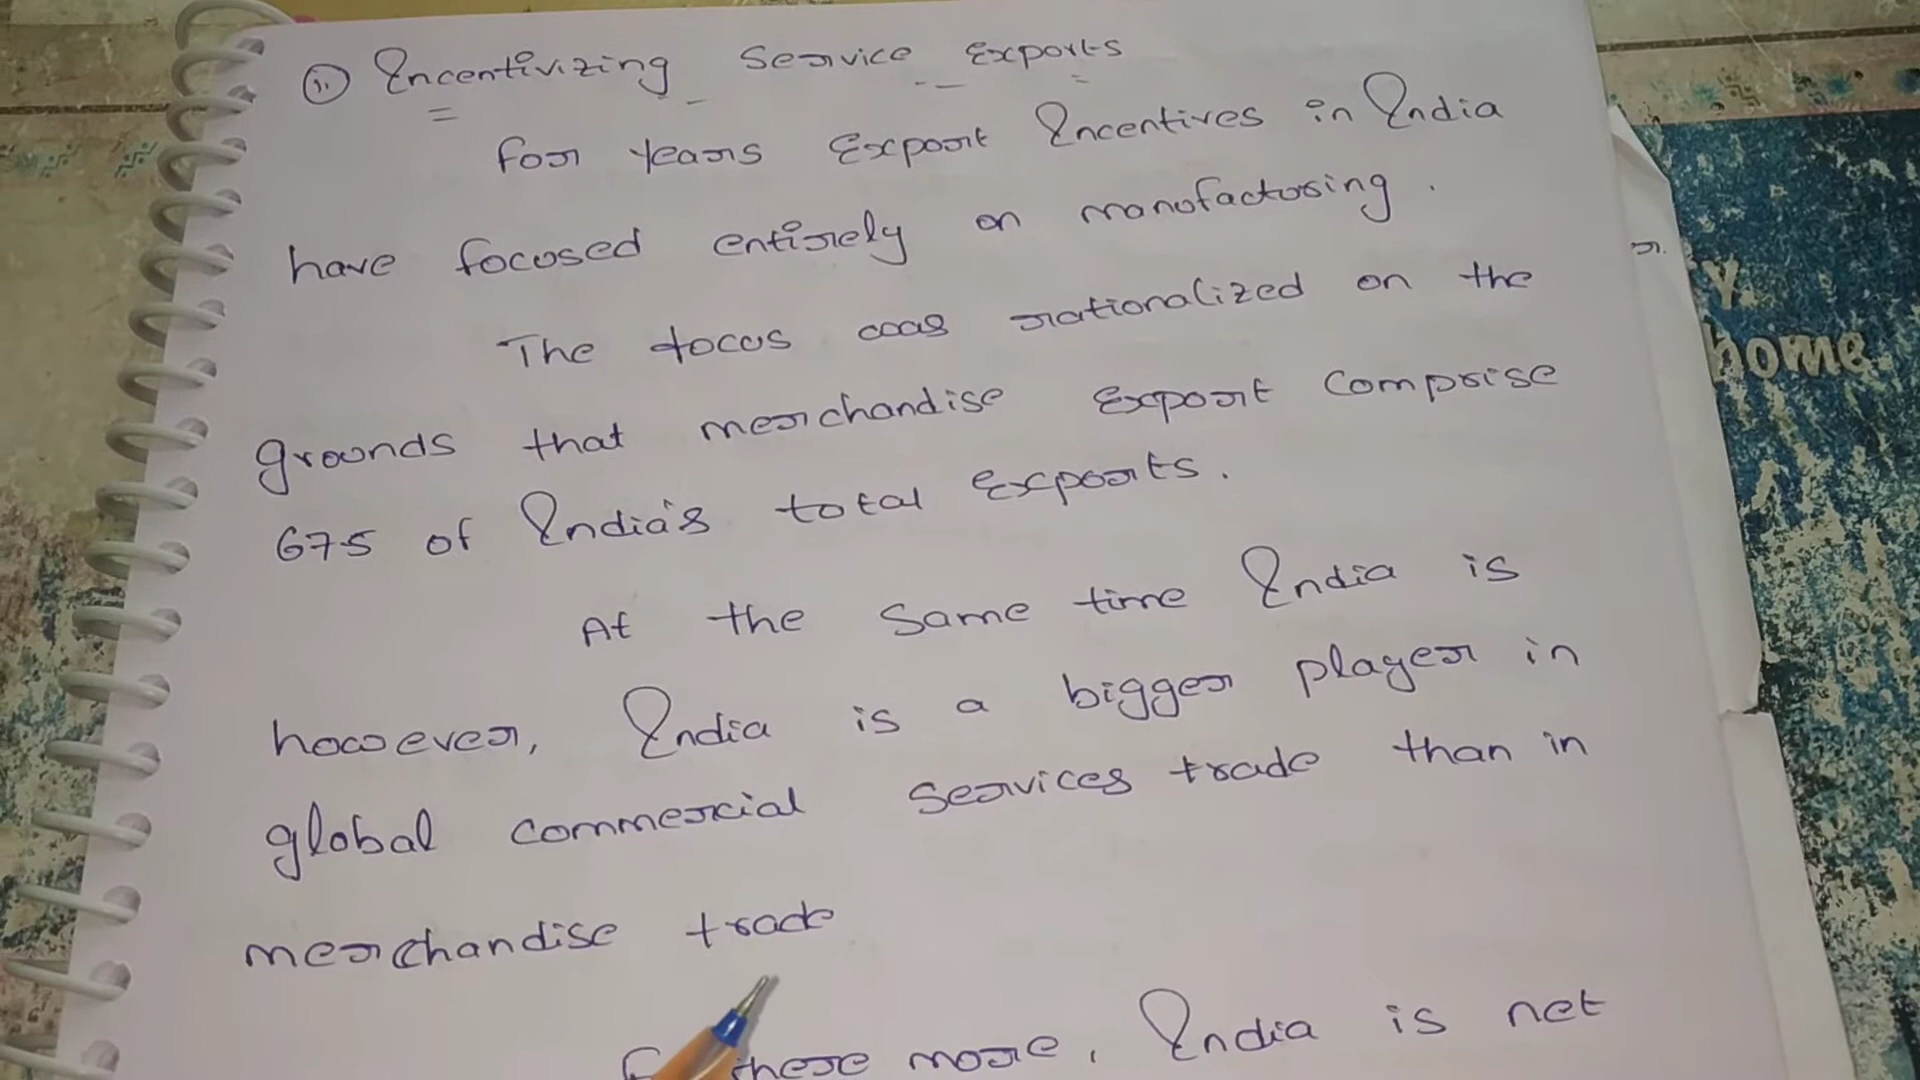 1. Incentivizing Service Exports
For years Export Incentives in India
have focused entirely on manufacturing.
The focus was rationalized on the
grounds that merchandise Export Comprise
675 of India's total Exports.
At the same time India is
however, India is a bigger player in
global commercial services trade than in
merchandise trade
more, India is net
y.
home.